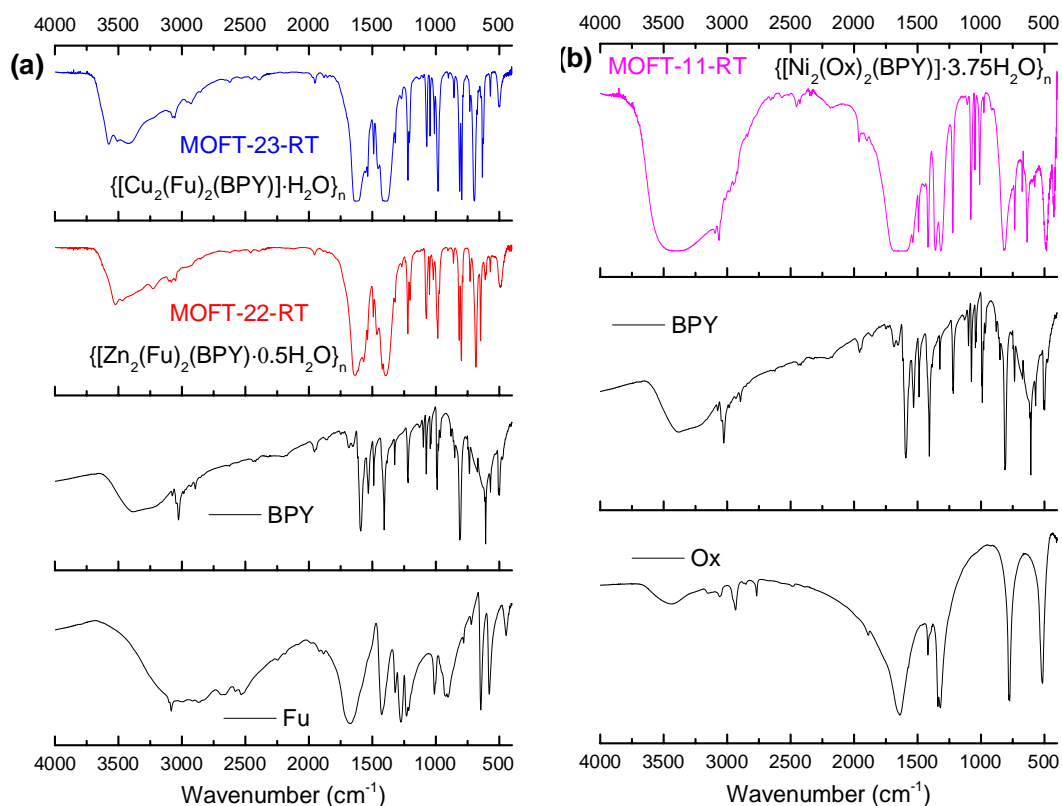 4000 3500 3000 2500 2000 1500 1000 500
(a)
MOFT-23-RT
{[Cu₂(Fu)₂(BPY)]·H₂O}ₙ
MOFT-22-RT
{[Zn₂(Fu)₂(BPY)·0.5H₂O}ₙ
BPY
Fu
4000 3500 3000 2500 2000 1500 1000 500
Wavenumber (cm⁻¹)
4000 3500 3000 2500 2000 1500 1000 500
(b)
MOFT-11-RT {[Ni₂(Ox)₂(BPY)]·3.75H₂O}ₙ
BPY
Ox
4000 3500 3000 2500 2000 1500 1000 500
Wavenumber (cm⁻¹)